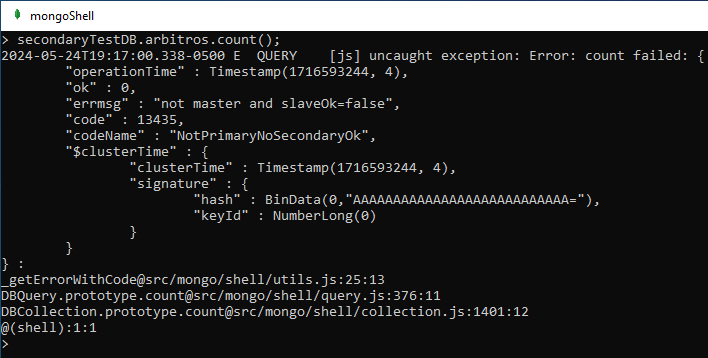 mongoShell
> secondaryTestDB.arbitros.count();
2024-05-24T19:17:00.338-0500 E  QUERY    [js] uncaught exception: Error: count failed: {
        "operationTime" : Timestamp(1716593244, 4),
        "ok" : 0,
        "errmsg" : "not master and slaveOk=false",
        "code" : 13435,
        "codeName" : "NotPrimaryNoSecondaryOk",
        "$clusterTime" : {
                "clusterTime" : Timestamp(1716593244, 4),
                "signature" : {
                        "hash" : BinData(0,"AAAAAAAAAAAAAAAAAAAAAAAAAAA="),
                        "keyId" : NumberLong(0)
                }
        }
} :
_getErrorWithCode@src/mongo/shell/utils.js:25:13
DBQuery.prototype.count@src/mongo/shell/query.js:376:11
DBCollection.prototype.count@src/mongo/shell/collection.js:1401:12
@(shell):1:1
>